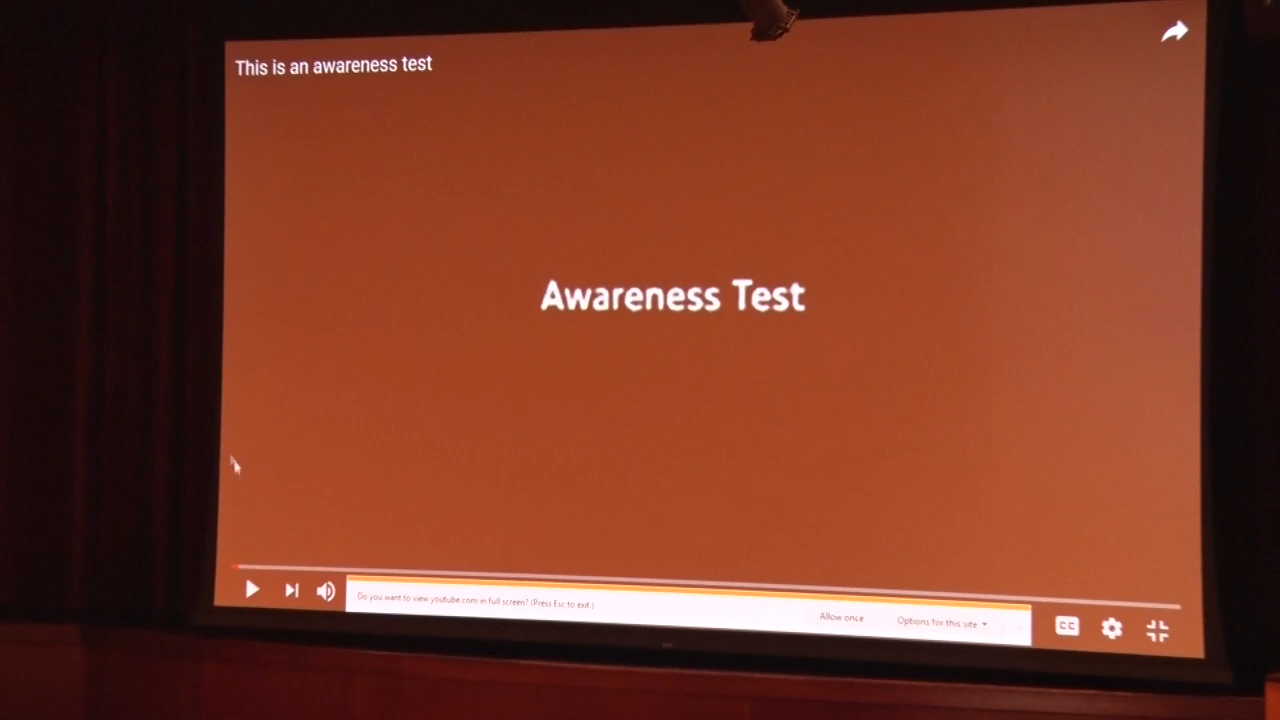 This is an awareness test
Awareness Test
Do you want to view youtube.com in full screen? (Press Esc to exit.)
Allow once
Options for this site
CC